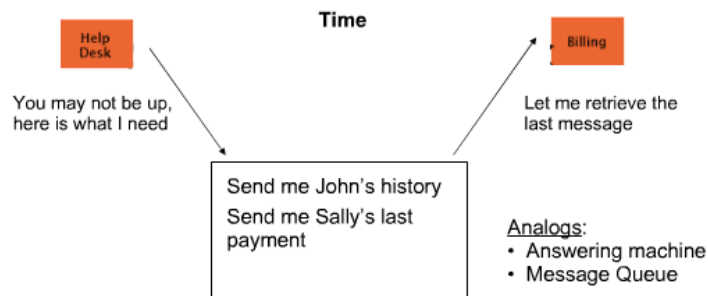 Time
Help
Desk
Billing
You may not be up,
here is what I need
Let me retrieve the
last message
Send me John's history
Send me Sally's last
payment
Analogs:
• Answering machine
• Message Queue